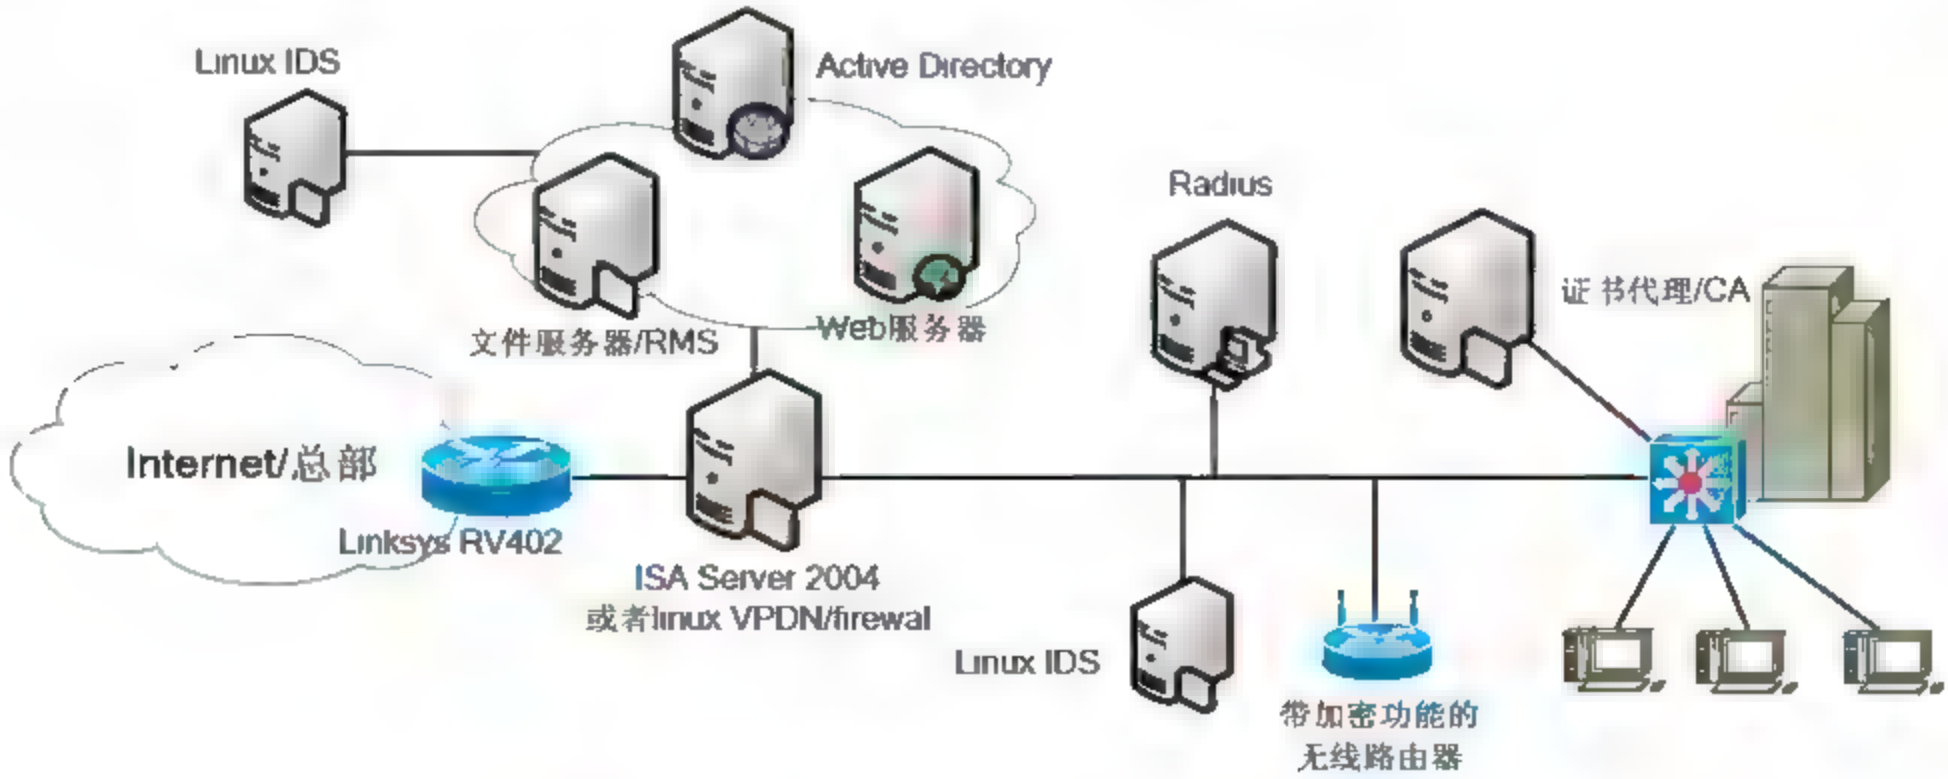 Linux IDS
Active Directory
文件服务器/RMS
Web服务器
Radius
证书代理/CA
Internet/总部
Linksys RV402
ISA Server 2004
或者linux VPDN/firewal
Linux IDS
带加密功能的
无线路由器